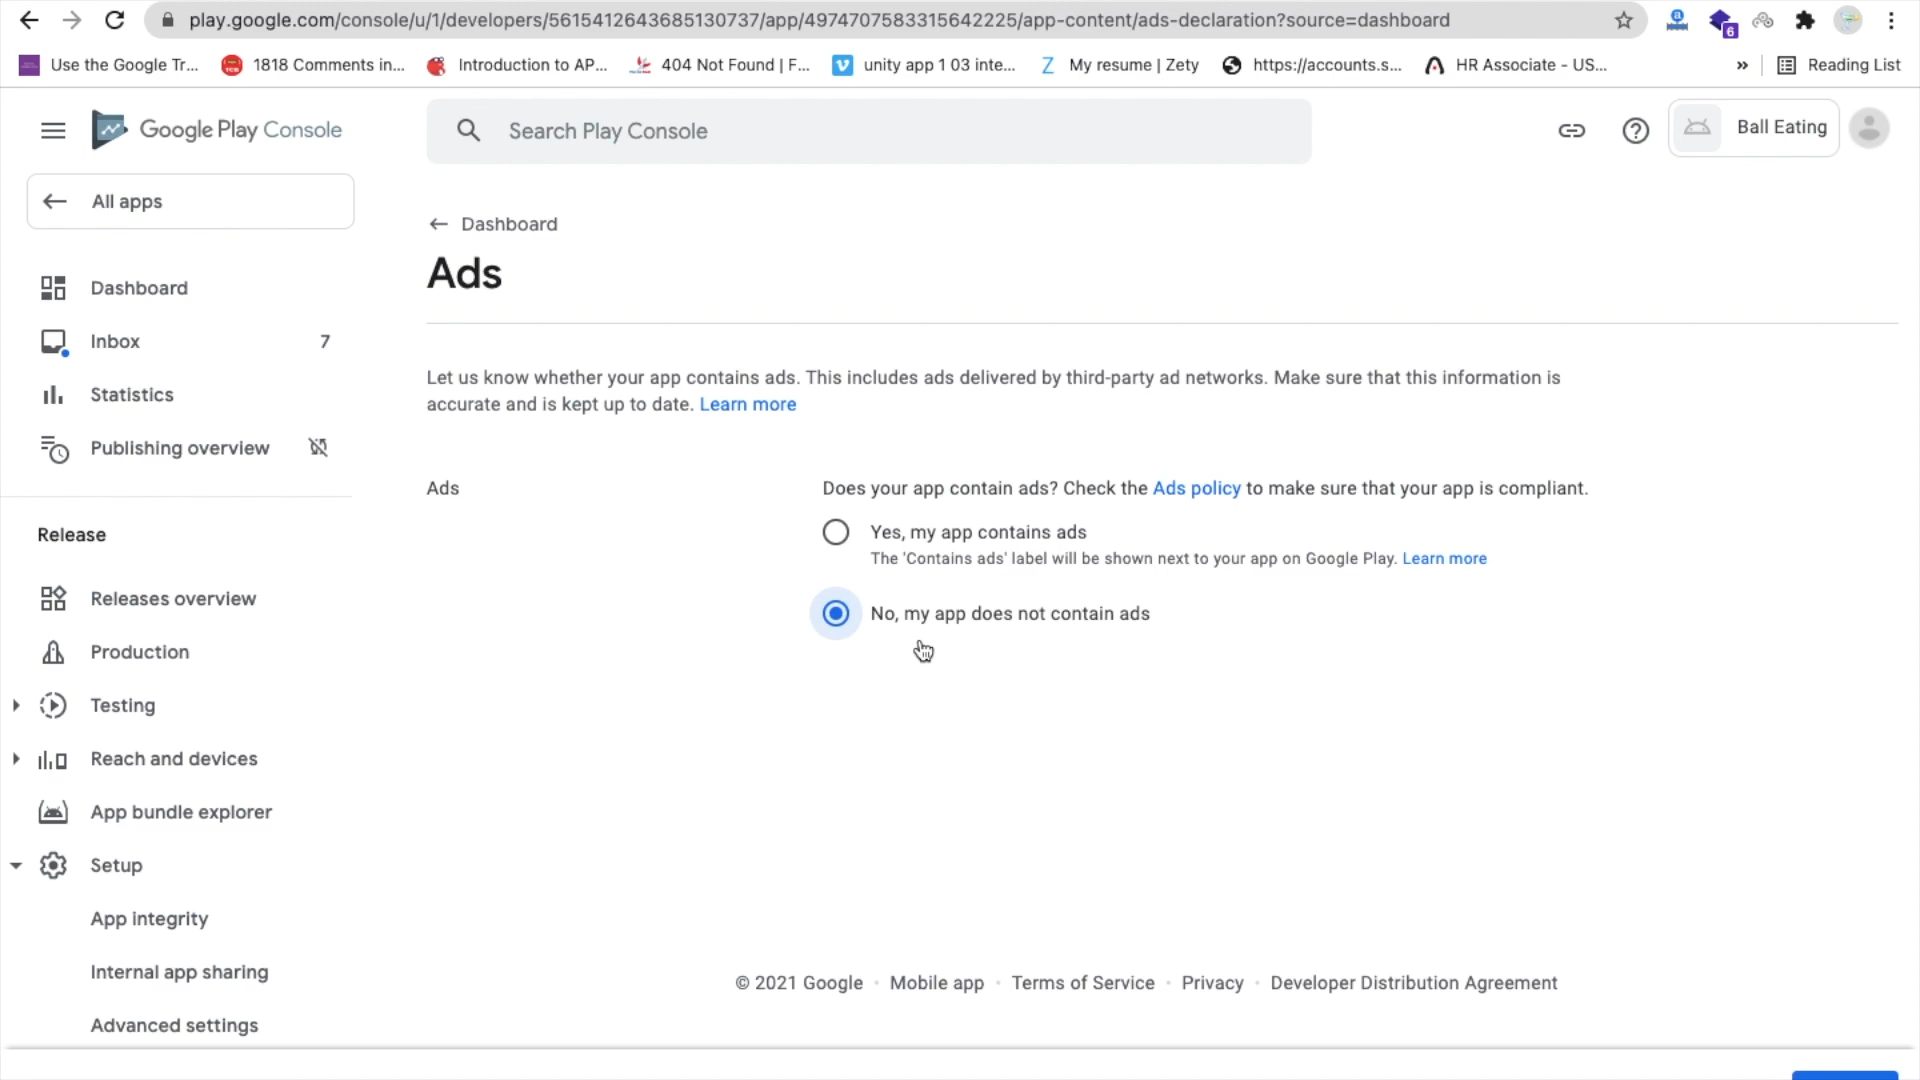 play.google.com/console/u/1/developers/5615412643685130737/app/4974707583315642225/app-content/ads-declaration?source=dashboard
6
Use the Google Tr...
1818 Comments in...
Introduction to AP...
404 Not Found | F...
unity app 1 03 inte...
My resume | Zety
https://accounts.s...
HR Associate - US...
»
Reading List
Google Play Console
Search Play Console
Ball Eating
All apps
Dashboard
Inbox 7
Statistics
Publishing overview
Release
Releases overview
Production
Testing
Reach and devices
App bundle explorer
Setup
App integrity
Internal app sharing
Advanced settings
Dashboard
Ads
Let us know whether your app contains ads. This includes ads delivered by third-party ad networks. Make sure that this information is
accurate and is kept up to date. Learn more
Ads
Does your app contain ads? Check the Ads policy to make sure that your app is compliant.
Yes, my app contains ads
The 'Contains ads' label will be shown next to your app on Google Play. Learn more
No, my app does not contain ads
© 2021 Google · Mobile app · Terms of Service · Privacy · Developer Distribution Agreement